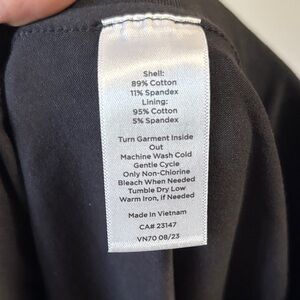 Shell:
89% Cotton
11% Spandex
Lining:
95% Cotton
5% Spandex
Turn Garment Inside
Out
Machine Wash Cold
Gentle Cycle
Only Non-Chlorine
Bleach When Needed
Tumble Dry Low
Warm Iron, if Needed
Made in Vietnam
CA# 23147
VN70 08/23